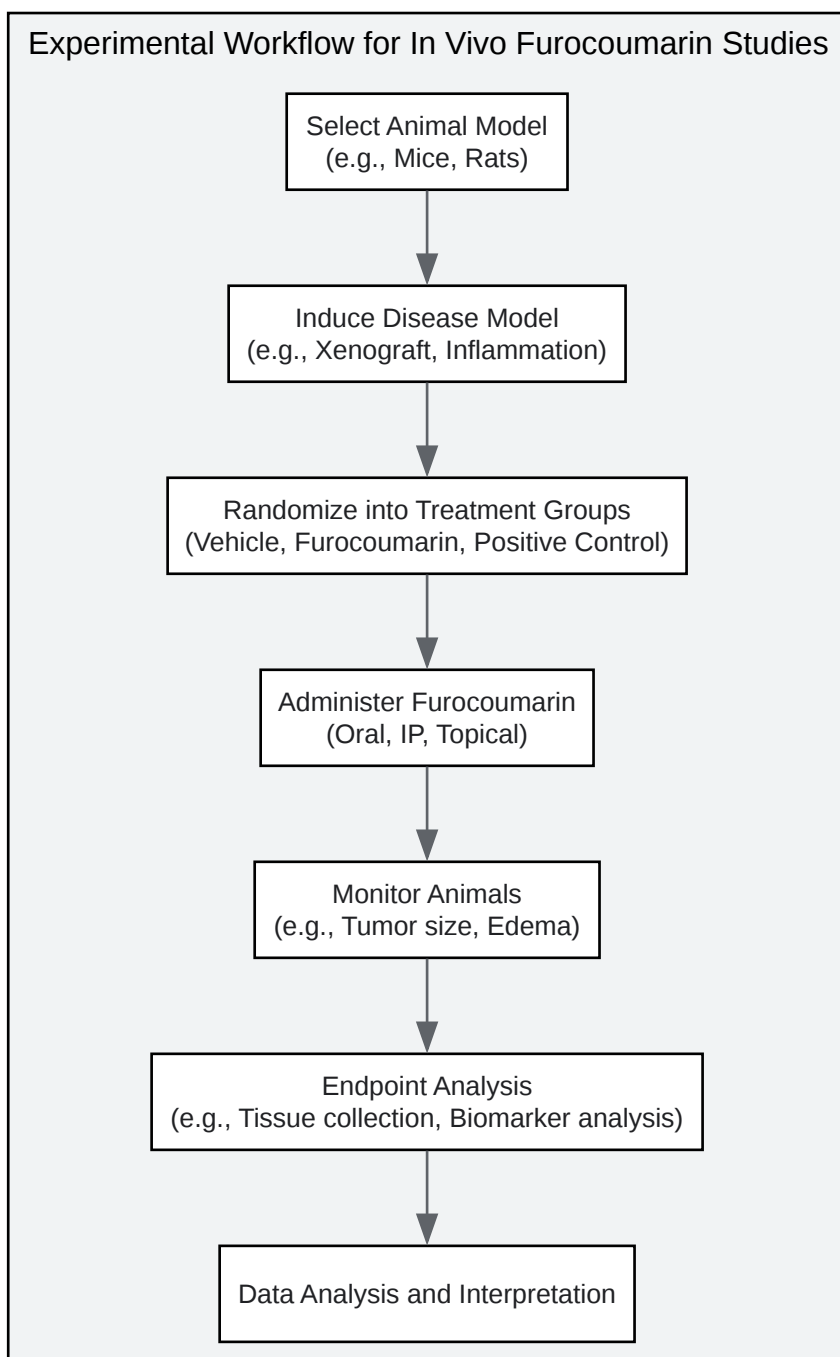 Experimental Workflow for In Vivo Furocoumarin Studies
Select Animal Model
(e.g., Mice, Rats)
Induce Disease Model
(e.g., Xenograft, Inflammation)
Randomize into Treatment Groups
(Vehicle, Furocoumarin, Positive Control)
Administer Furocoumarin
(Oral, IP, Topical)
Monitor Animals
(e.g., Tumor size, Edema)
Endpoint Analysis
(e.g., Tissue collection, Biomarker analysis)
Data Analysis and Interpretation